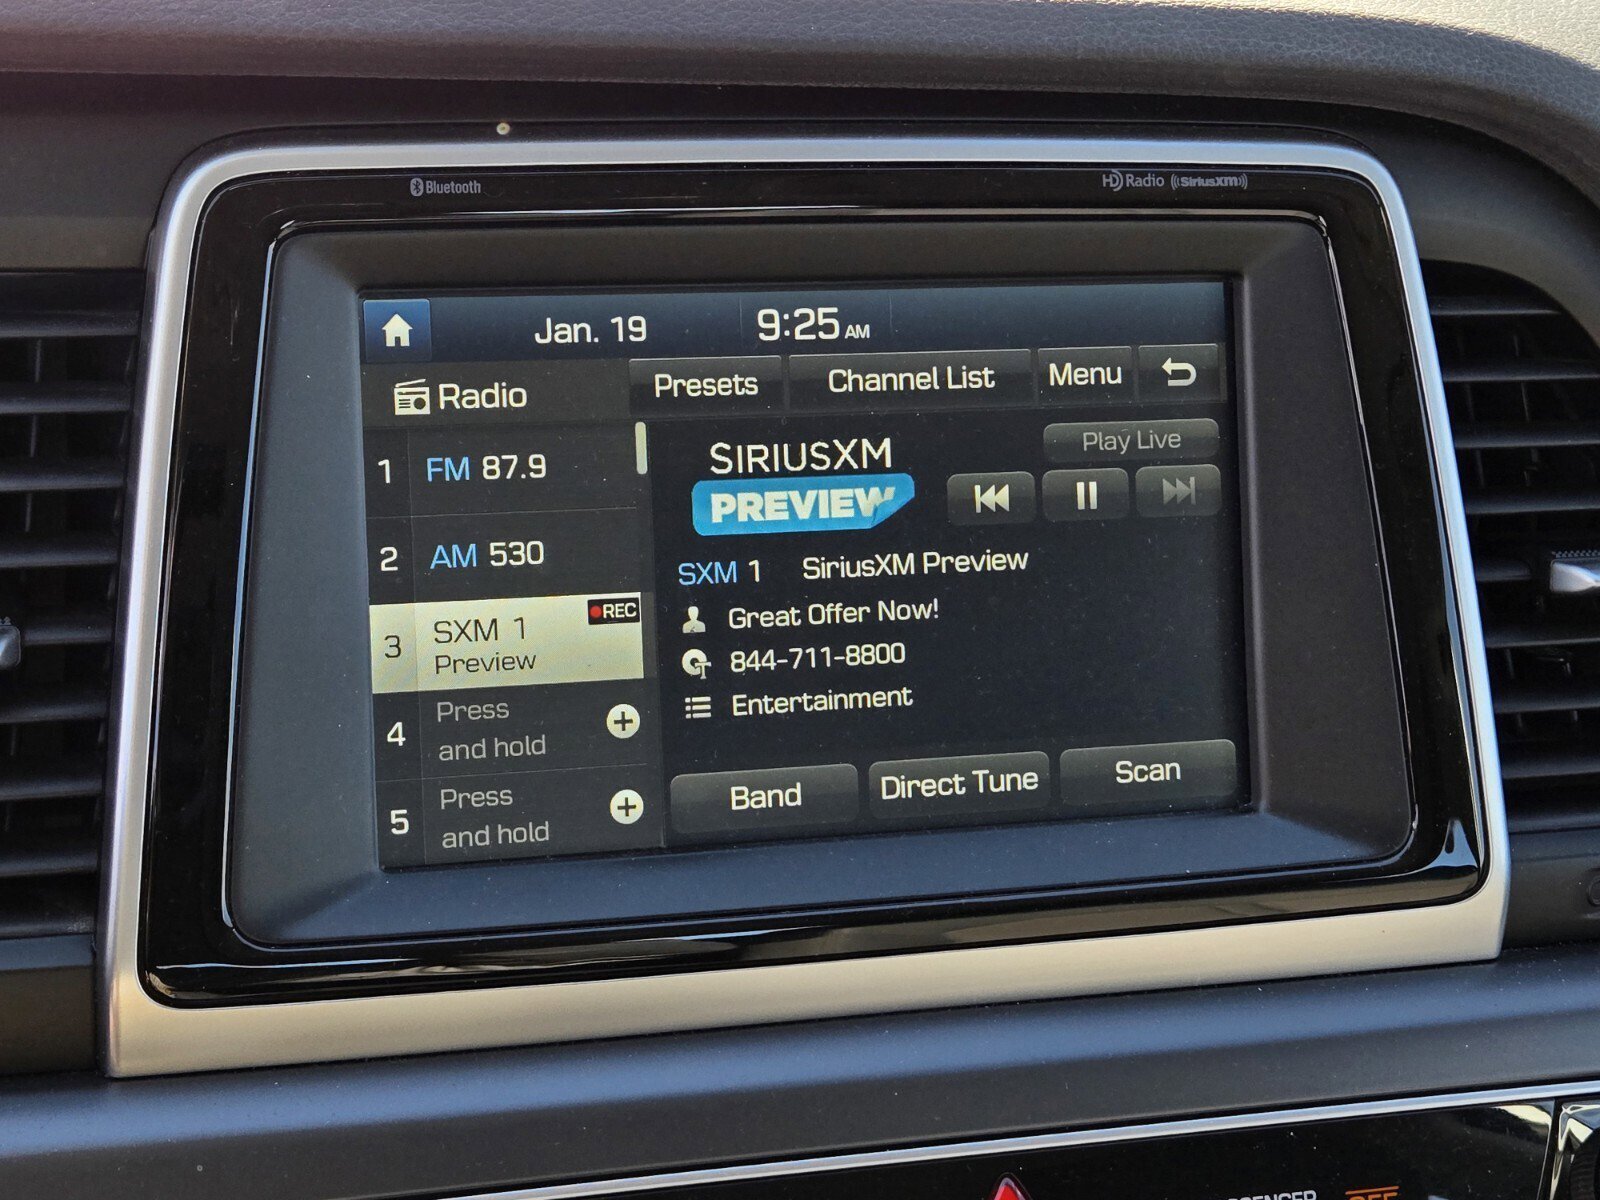 Bluetooth
HD Radio ((SiriusXM))
Jan. 19
9:25 AM
Radio
Presets
Channel List
Menu
1 FM 87.9
2 AM 530
3 SXM 1
REC
Preview
4 Press
and hold
5 Press
and hold
SIRIUSXM
PREVIEW
Play Live
SXM 1 SiriusXM Preview
Great Offer Now!
844-711-8800
Entertainment
Band
Direct Tune
Scan
OFF